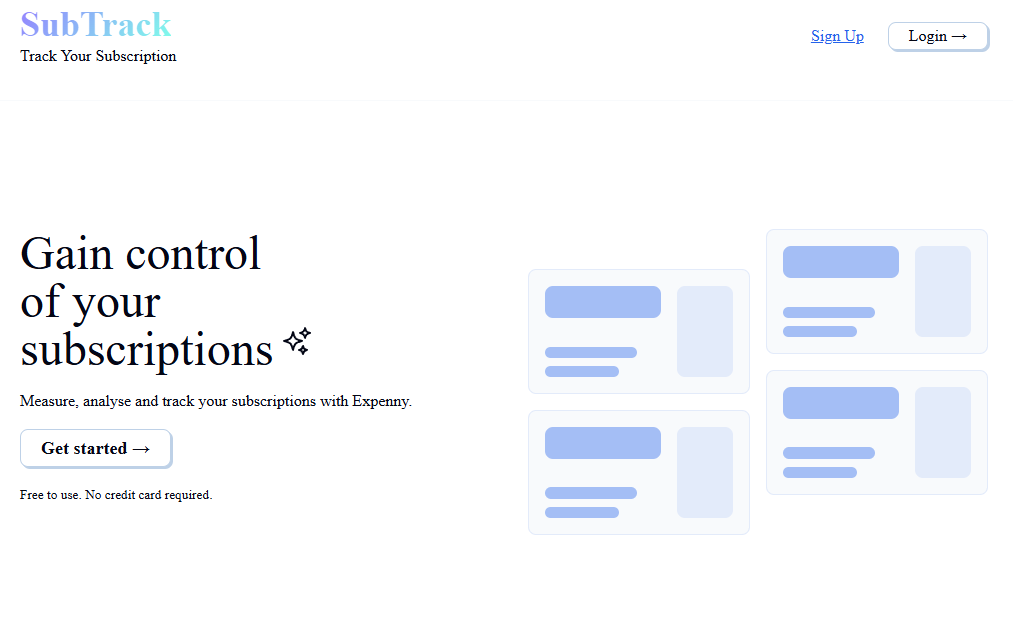 SubTrack
Track Your Subscription
Sign Up
Login →
Gain control
of your
subscriptions
Measure, analyse and track your subscriptions with Expenny.
Get started →
Free to use. No credit card required.